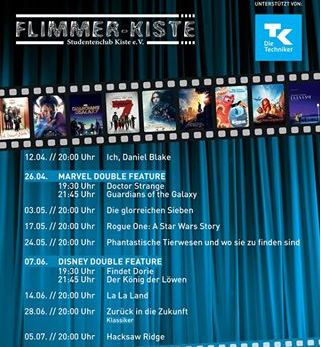 UNTERSTÜTZT VON:
FLIMMER-KISTE
Studentenclub Kiste e.V.
TK
Die
Techniker
12.04. // 20:00 Uhr Ich, Daniel Blake
26.04. MARVEL DOUBLE FEATURE
19:30 Uhr Doctor Strange
21:45 Uhr Guardians of the Galaxy
03.05. // 20:00 Uhr Die glorreichen Sieben
17.05. // 20:00 Uhr Rogue One: A Star Wars Story
24.05. // 20:00 Uhr Phantastische Tierwesen und wo sie zu finden sind
07.06. DISNEY DOUBLE FEATURE
19:30 Uhr Findet Dorie
21:45 Uhr Der König der Löwen
14.06. // 20:00 Uhr La La Land
28.06. // 20:00 Uhr Zurück in die Zukunft
Klassiker
05.07. // 20:00 Uhr Hacksaw Ridge